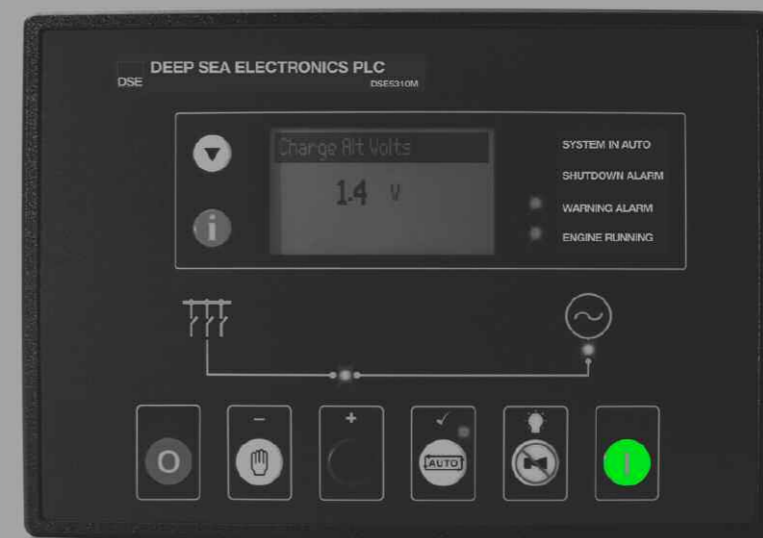 DEEP SEA ELECTRONICS PLC
DSE
DSE5310M
Charge Alt Volts
1.4 V
SYSTEM IN AUTO
SHUTDOWN ALARM
WARNING ALARM
ENGINE RUNNING
i
- + ✓
O AUTO I